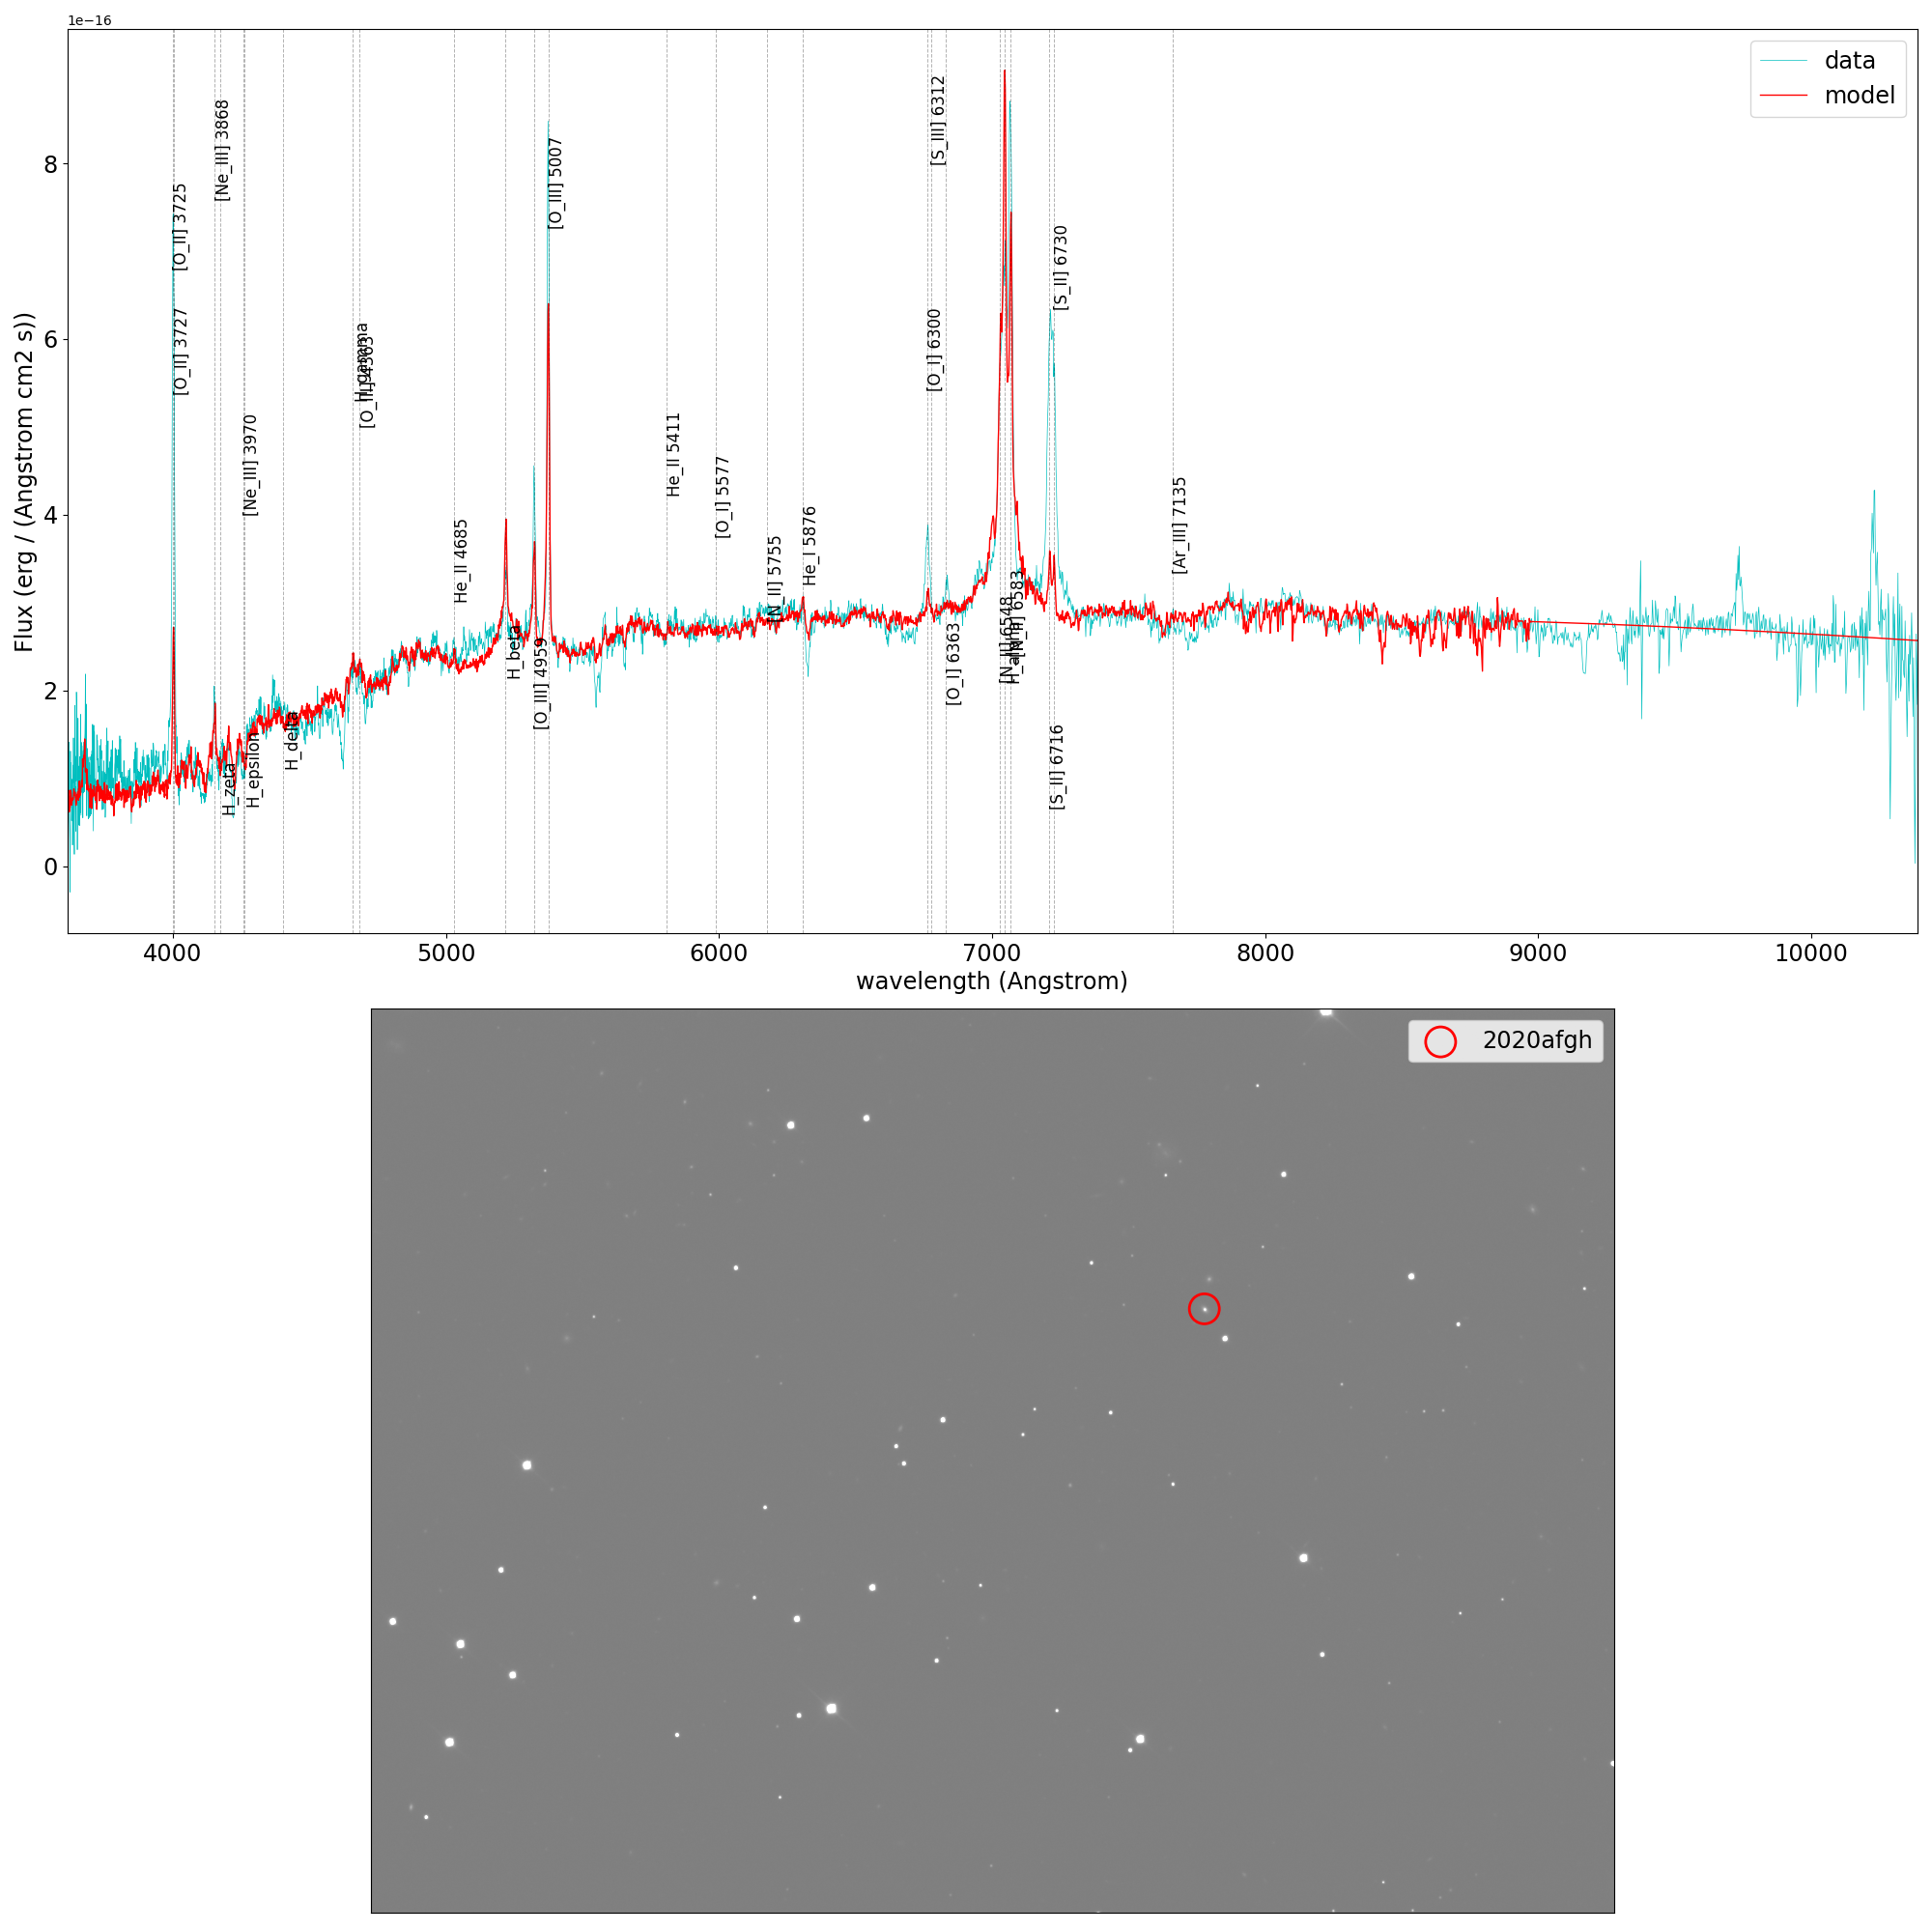 1e−16
data
model
[O_II] 3725
[O_II] 3727
[Ne_III] 3868
H_zeta
[Ne_III] 3970
H_epsilon
H_delta
H_gamma
[O_III] 4363
He_II 4685
H_beta
[O_III] 4959
[O_III] 5007
He_II 5411
[O_I] 5577
[N_II] 5755
He_I 5876
[O_I] 6300
[S_III] 6312
[O_I] 6363
[N_II] 6548
H_alpha
[N_II] 6583
[S_II] 6716
[S_II] 6730
[Ar_III] 7135
Flux (erg / (Angstrom cm2 s))
8
6
4
2
0
4000 5000 6000 7000 8000 9000 10000
wavelength (Angstrom)
2020afgh